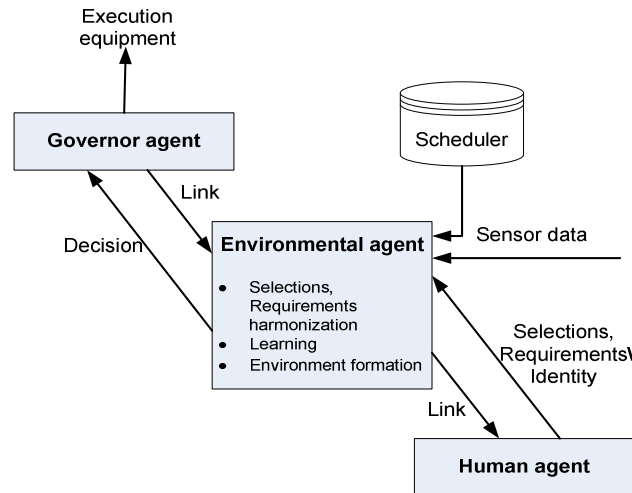 Execution
equipment
Governor agent
Scheduler
Link
Decision
Environmental agent
Sensor data
• Selections,
Requirements
harmonization
• Learning
• Environment formation
Selections,
Requirements\
Identity
Link
Human agent